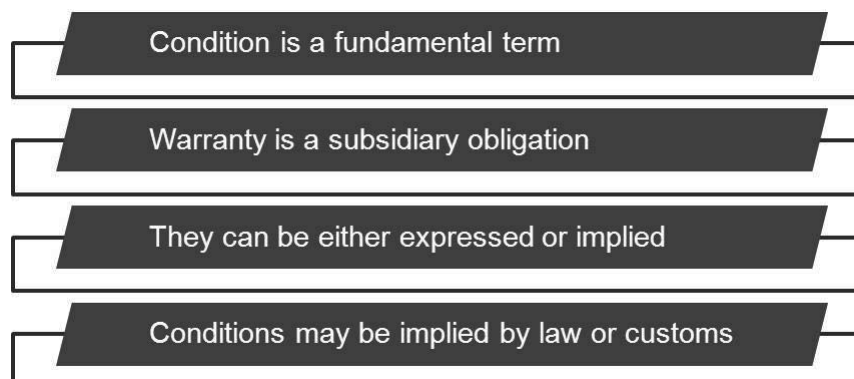 Condition is a fundamental term
Warranty is a subsidiary obligation
They can be either expressed or implied
Conditions may be implied by law or customs